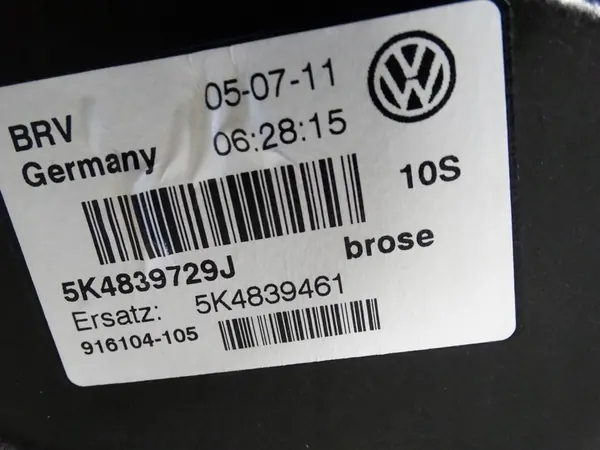 BRV
05-07-11
Germany
06:28:15
10S
5K4839729J
brose
Ersatz: 5K4839461
916104-105